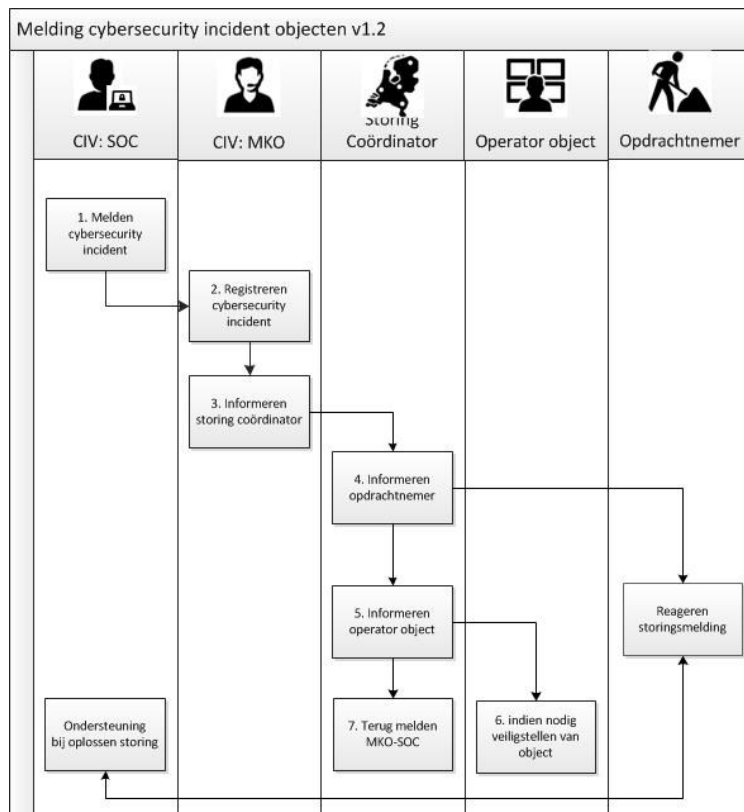 Melding cybersecurity incident objecten v1.2
CIV: SOC
CIV: MKO
Storing
Coördinator
Operator object
Opdrachtnemer
1. Melden
cybersecurity
incident
2. Registreren
cybersecurity
incident
3. Informeren
storing coördinator
4. Informeren
opdrachtnemer
5. Informeren
operator object
Reageren
storingsmelding
Ondersteuning
bij oplossen storing
7. Terug melden
MKO-SOC
6. indien nodig
veiligstellen van
object